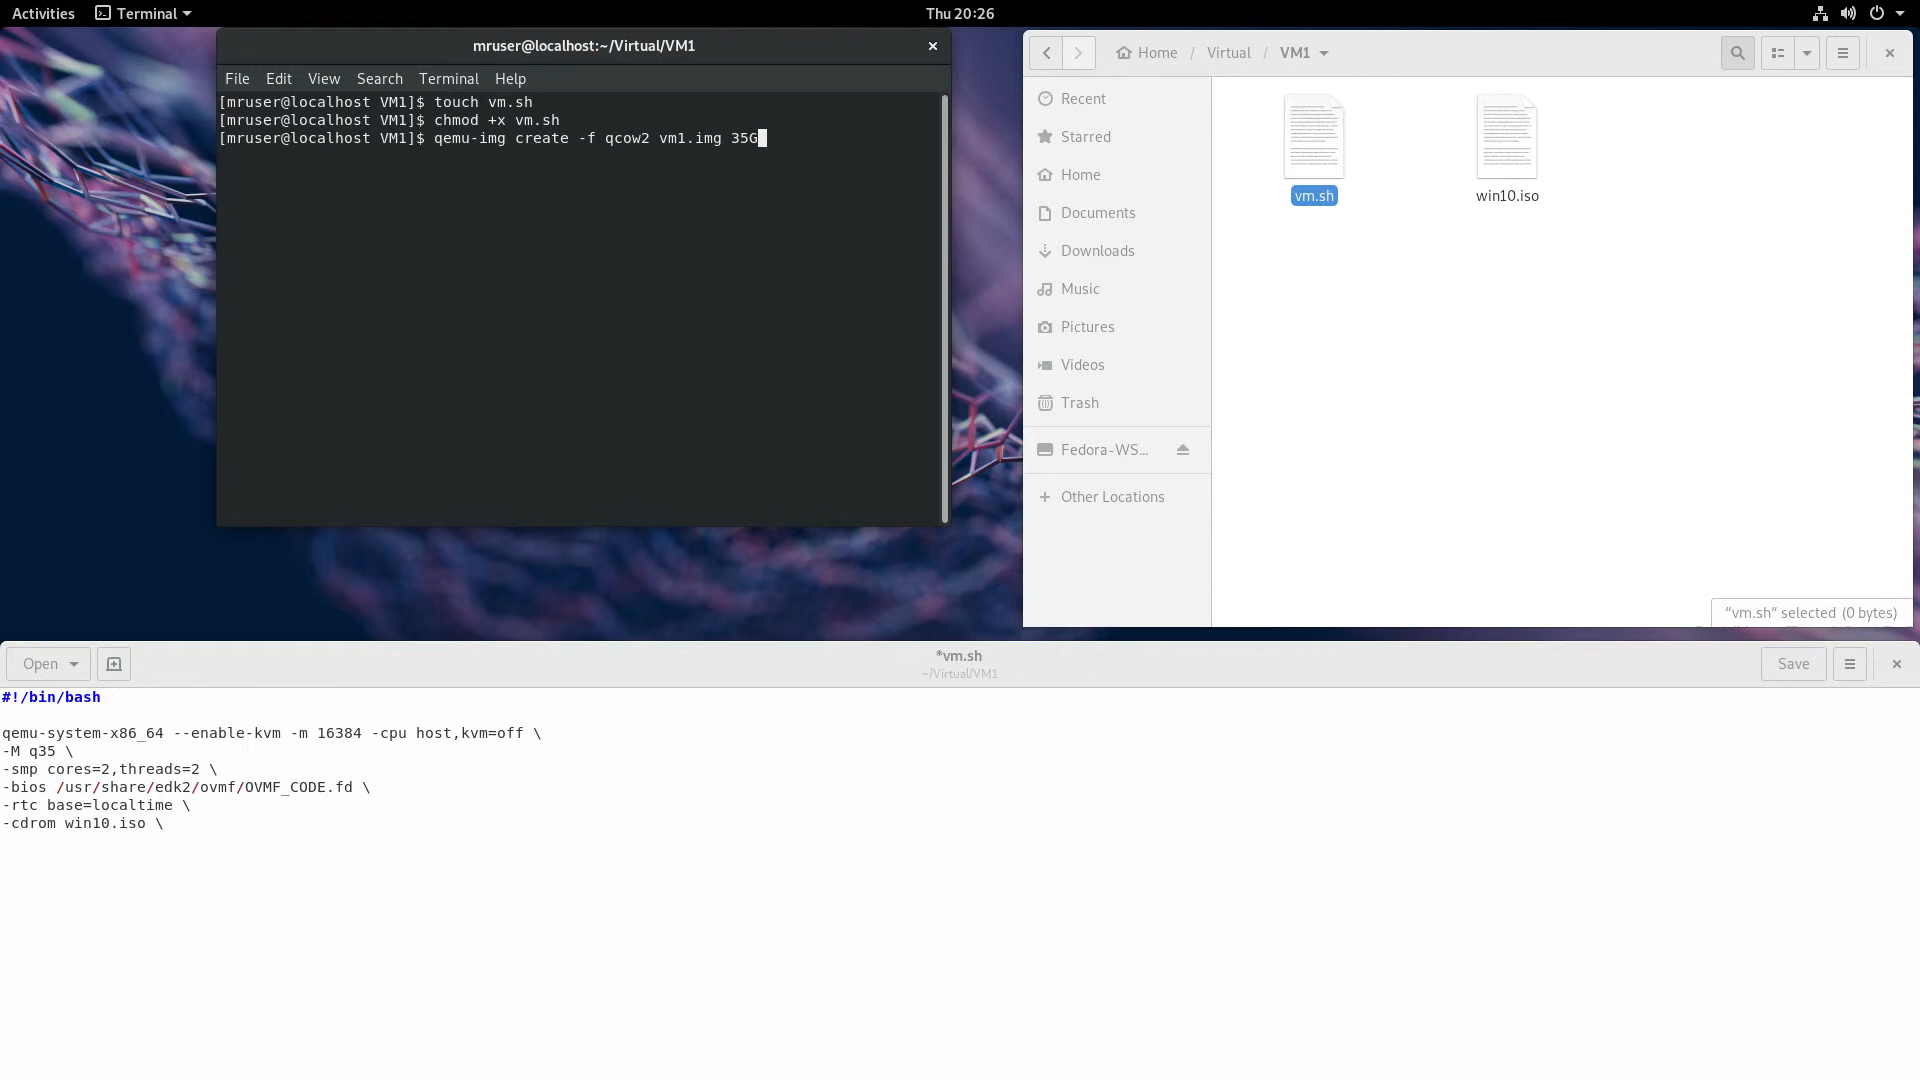 Activities
Terminal
Thu 20:26
mruser@localhost:~/Virtual/VM1
File Edit View Search Terminal Help
[mruser@localhost VM1]$ touch vm.sh
[mruser@localhost VM1]$ chmod +x vm.sh
[mruser@localhost VM1]$ qemu-img create -f qcow2 vm1.img 35G
Home / Virtual / VM1
Recent
Starred
Home
Documents
Downloads
Music
Pictures
Videos
Trash
Fedora-WS...
Other Locations
vm.sh
win10.iso
“vm.sh” selected (0 bytes)
Open
*vm.sh
~/Virtual/VM1
Save
#!/bin/bash
qemu-system-x86_64 --enable-kvm -m 16384 -cpu host,kvm=off \
-M q35 \
-smp cores=2,threads=2 \
-bios /usr/share/edk2/ovmf/OVMF_CODE.fd \
-rtc base=localtime \
-cdrom win10.iso \